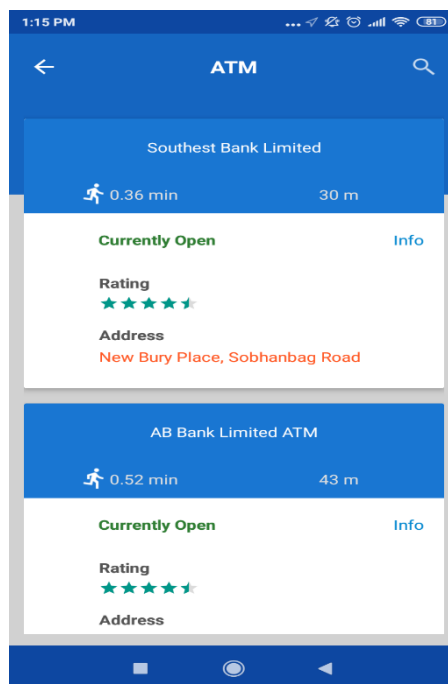 1:15 PM ... 81
ATM
Southest Bank Limited
0.36 min 30 m
Currently Open Info
Rating
Address
New Bury Place, Sobhanbag Road
AB Bank Limited ATM
0.52 min 43 m
Currently Open Info
Rating
Address